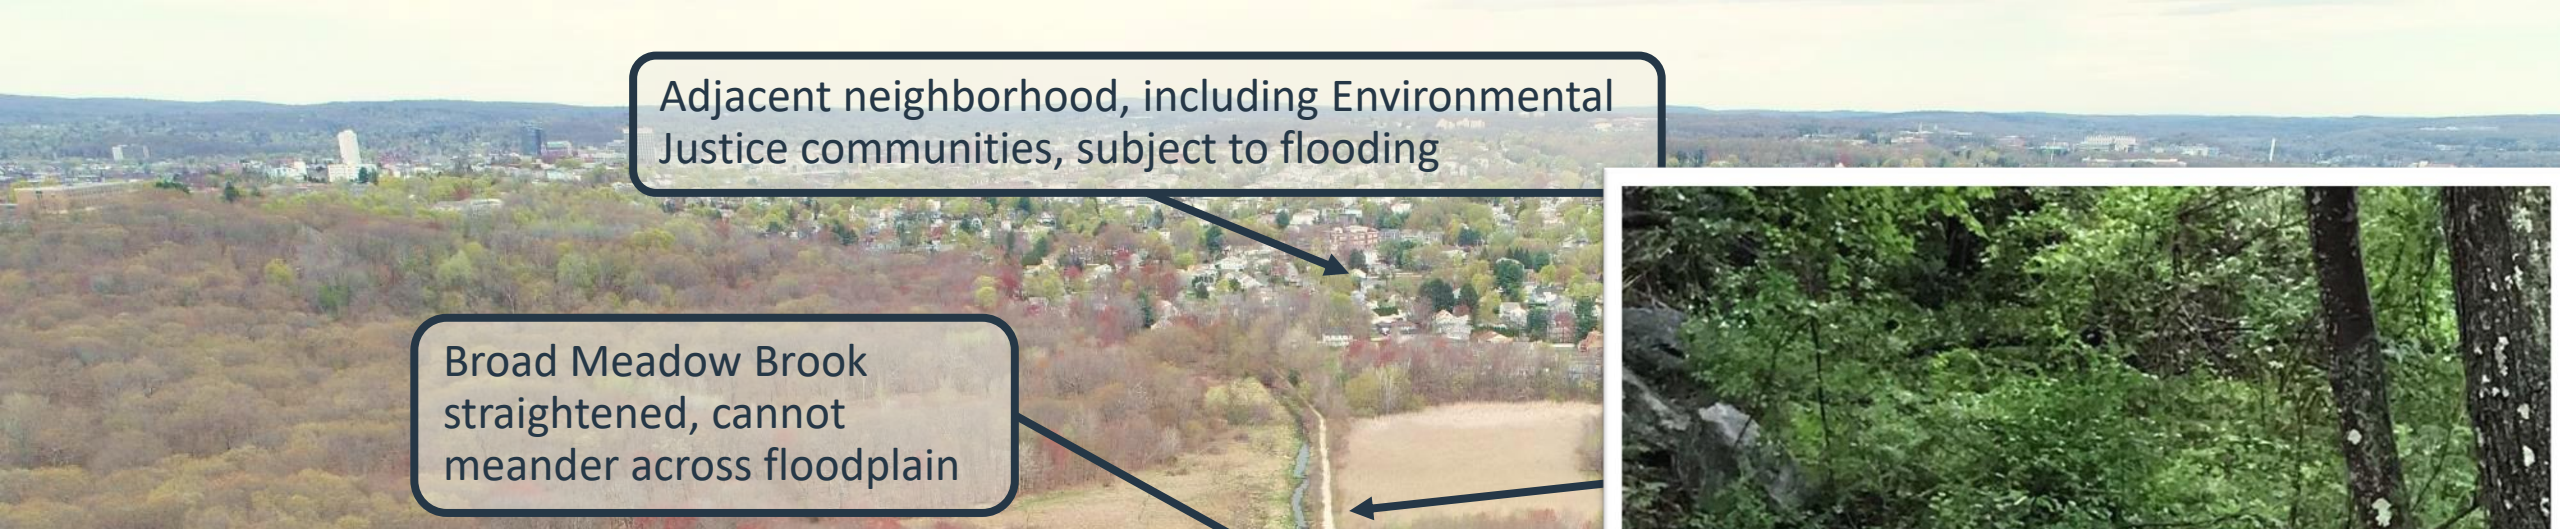 Adjacent neighborhood, including Environmental
Justice communities, subject to flooding
Broad Meadow Brook
straightened, cannot
meander across floodplain